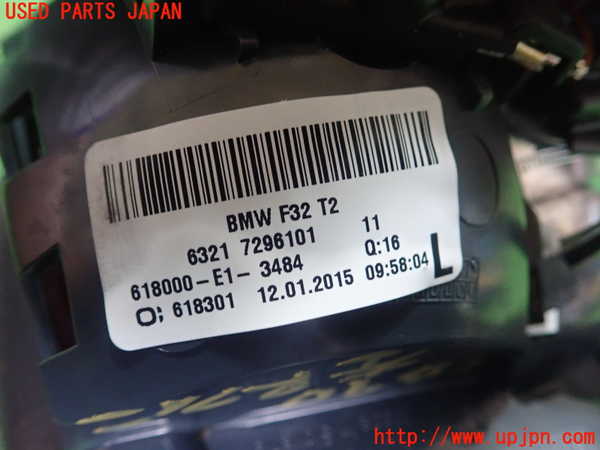 USED PARTS JAPAN
BMW F32 T2
6321 7296101 11
618000-E1- 3484 Q:16
O; 618301 12.01.2015 09:58:04 L
http://www.upjpn.com